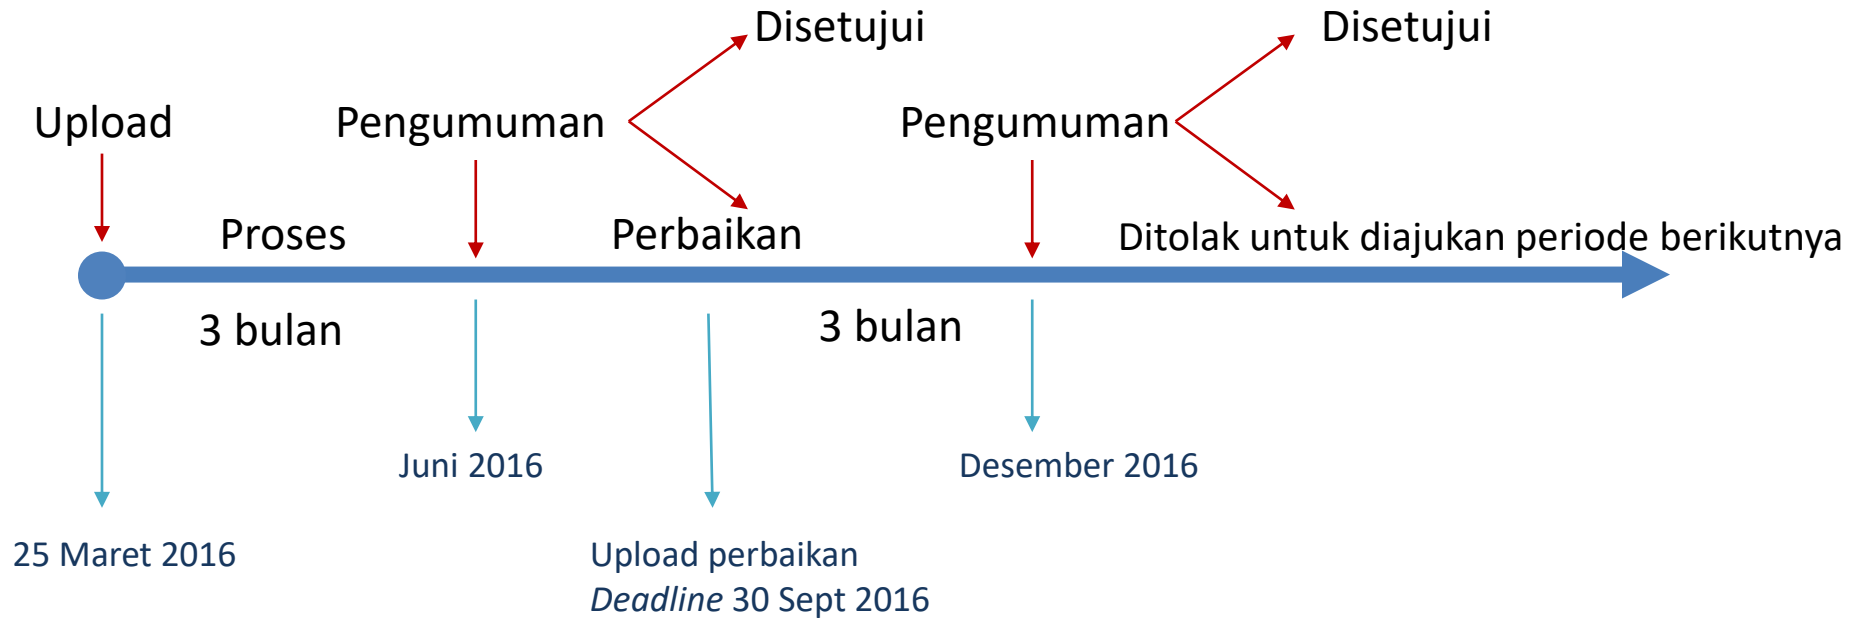 Disetujui
Disetujui
Upload
Pengumuman
Pengumuman
Proses
Perbaikan
Ditolak untuk diajukan periode berikutnya
3 bulan
3 bulan
Juni 2016
Desember 2016
25 Maret 2016
Upload perbaikan
Deadline 30 Sept 2016